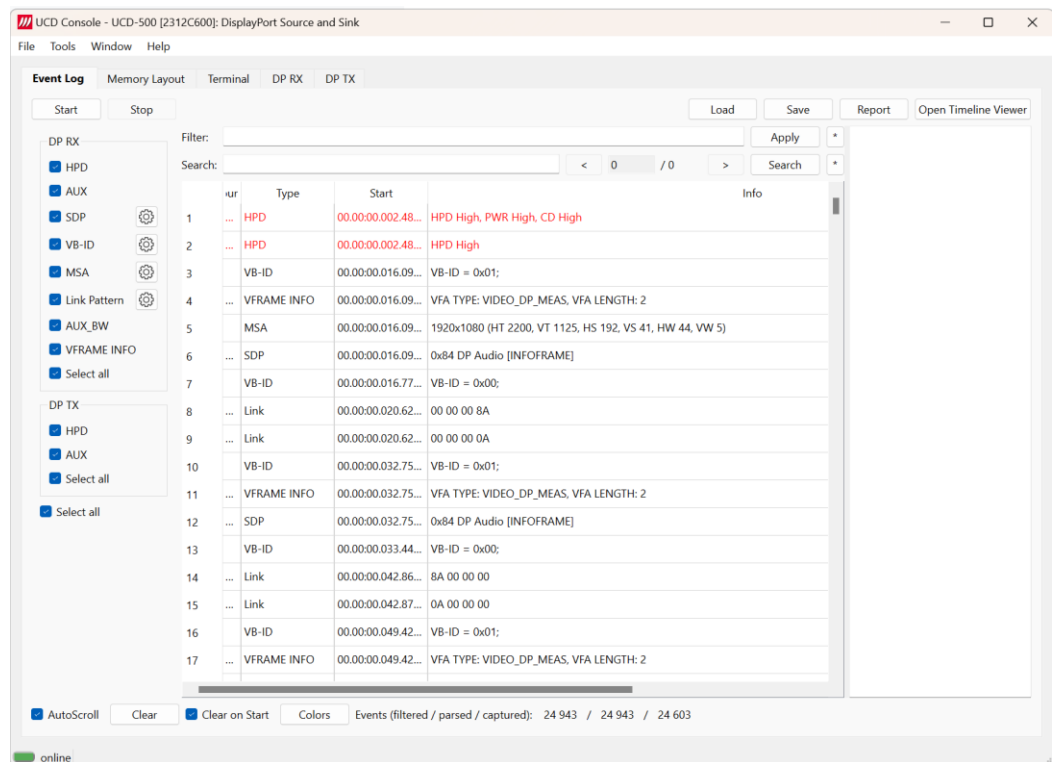 UCD Console - UCD-500 [2312C600]: DisplayPort Source and Sink
File Tools Window Help
Event Log Memory Layout Terminal DP RX DP TX
Start Stop Load Save Report Open Timeline Viewer
DP RX
HPD
AUX
SDP
VB-ID
MSA
Link Pattern
AUX_BW
VFRAME INFO
Select all
DP TX
HPD
AUX
Select all
Select all
Filter: Apply *
Search: < 0 / 0 > Search *
ur Type Start Info
1 ... HPD 00.00:00.002.48... HPD High, PWR High, CD High
2 ... HPD 00.00:00.002.48... HPD High
3 VB-ID 00.00:00.016.09... VB-ID = 0x01;
4 ... VFRAME INFO 00.00:00.016.09... VFA TYPE: VIDEO_DP_MEAS, VFA LENGTH: 2
5 MSA 00.00:00.016.09... 1920x1080 (HT 2200, VT 1125, HS 192, VS 41, HW 44, VW 5)
6 ... SDP 00.00:00.016.09... 0x84 DP Audio [INFOFRAME]
7 VB-ID 00.00:00.016.77... VB-ID = 0x00;
8 ... Link 00.00:00.020.62... 00 00 00 8A
9 ... Link 00.00:00.020.62... 00 00 00 0A
10 VB-ID 00.00:00.032.75... VB-ID = 0x01;
11 ... VFRAME INFO 00.00:00.032.75... VFA TYPE: VIDEO_DP_MEAS, VFA LENGTH: 2
12 ... SDP 00.00:00.032.75... 0x84 DP Audio [INFOFRAME]
13 VB-ID 00.00:00.033.44... VB-ID = 0x00;
14 ... Link 00.00:00.042.86... 8A 00 00 00
15 ... Link 00.00:00.042.87... 0A 00 00 00
16 VB-ID 00.00:00.049.42... VB-ID = 0x01;
17 ... VFRAME INFO 00.00:00.049.42... VFA TYPE: VIDEO_DP_MEAS, VFA LENGTH: 2
AutoScroll Clear Clear on Start Colors Events (filtered / parsed / captured): 24 943 / 24 943 / 24 603
online